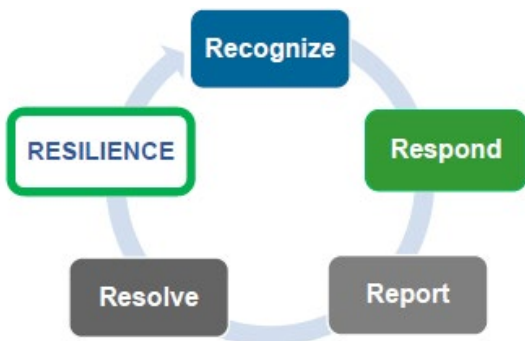 Recognize
Respond
Report
Resolve
RESILIENCE